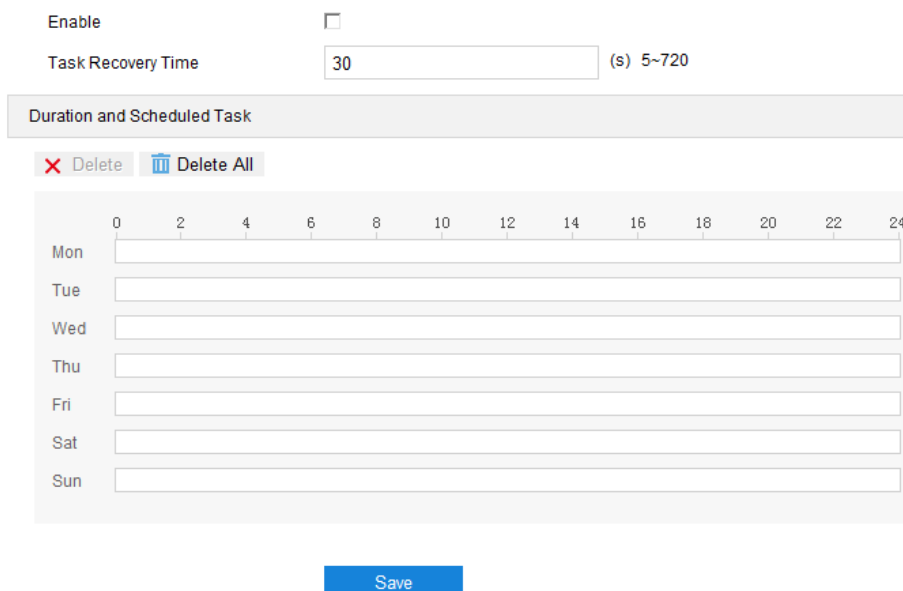 Enable
Task Recovery Time 30 (s) 5~720
Duration and Scheduled Task
Delete Delete All
0 2 4 6 8 10 12 14 16 18 20 22 24
Mon
Tue
Wed
Thu
Fri
Sat
Sun
Save